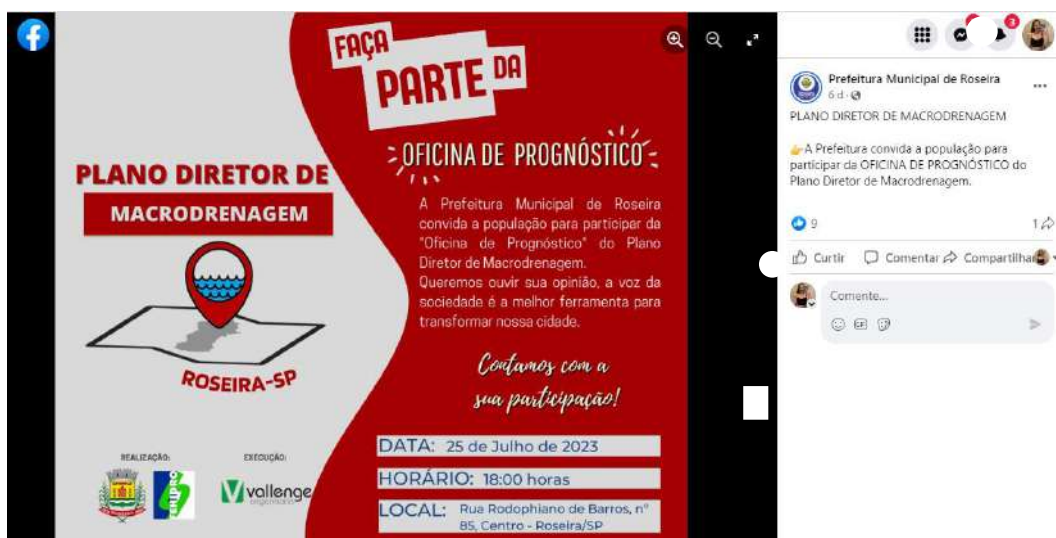 FAÇA
PARTE DA
OFICINA DE PROGNÓSTICO
A Prefeitura Municipal de Roseira
convida a população para participar da
"Oficina de Prognóstico" do Plano
Diretor de Macrodrenagem.
Queremos ouvir sua opinião, a voz da
sociedade é a melhor ferramenta para
transformar nossa cidade.
Contamos com a
sua participação!
DATA: 25 de Julho de 2023
HORÁRIO: 18:00 horas
LOCAL: Rua Rodophiano de Barros, nº
85, Centro - Roseira/SP
PLANO DIRETOR DE
MACRODRENAGEM
ROSEIRA-SP
REALIZAÇÃO:
EXECUÇÃO:
vallenge
3
Prefeitura Municipal de Roseira
6 d ·
PLANO DIRETOR DE MACRODRENAGEM
A Prefeitura convida a população para
participar da OFICINA DE PROGNÓSTICO do
Plano Diretor de Macrodrenagem.
9
1
Curtir Comentar Compartilhar
Comente...
GIF